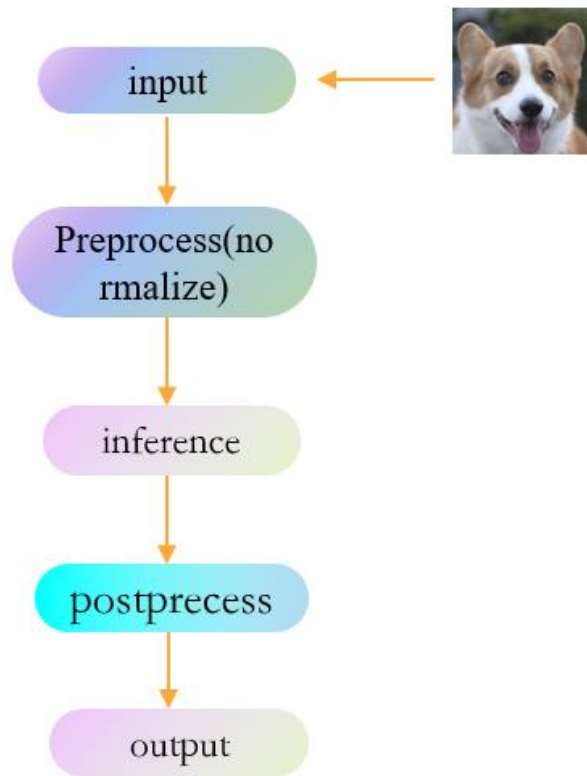 input
Preprocess(no
rmalize)
inference
postprecess
output